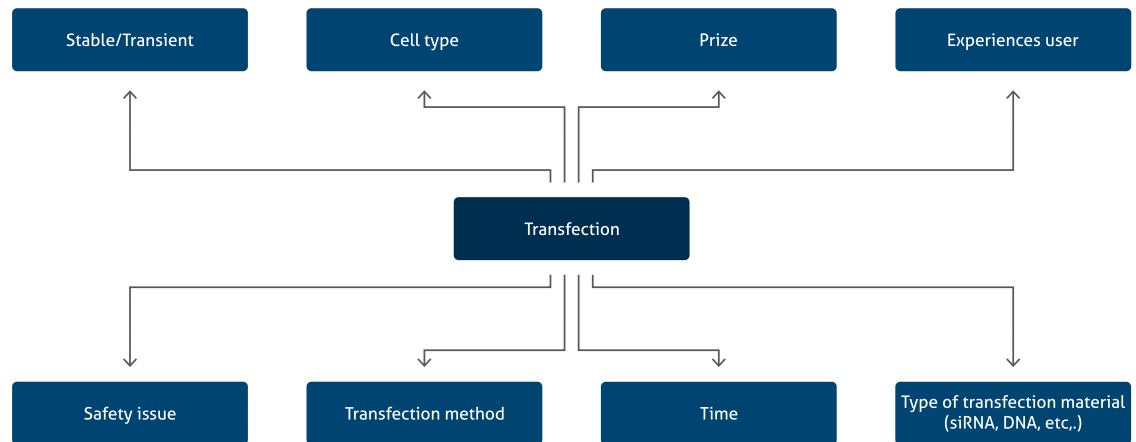 Stable/Transient
Cell type
Prize
Experiences user
Transfection
Safety issue
Transfection method
Time
Type of transfection material
(siRNA, DNA, etc,.)